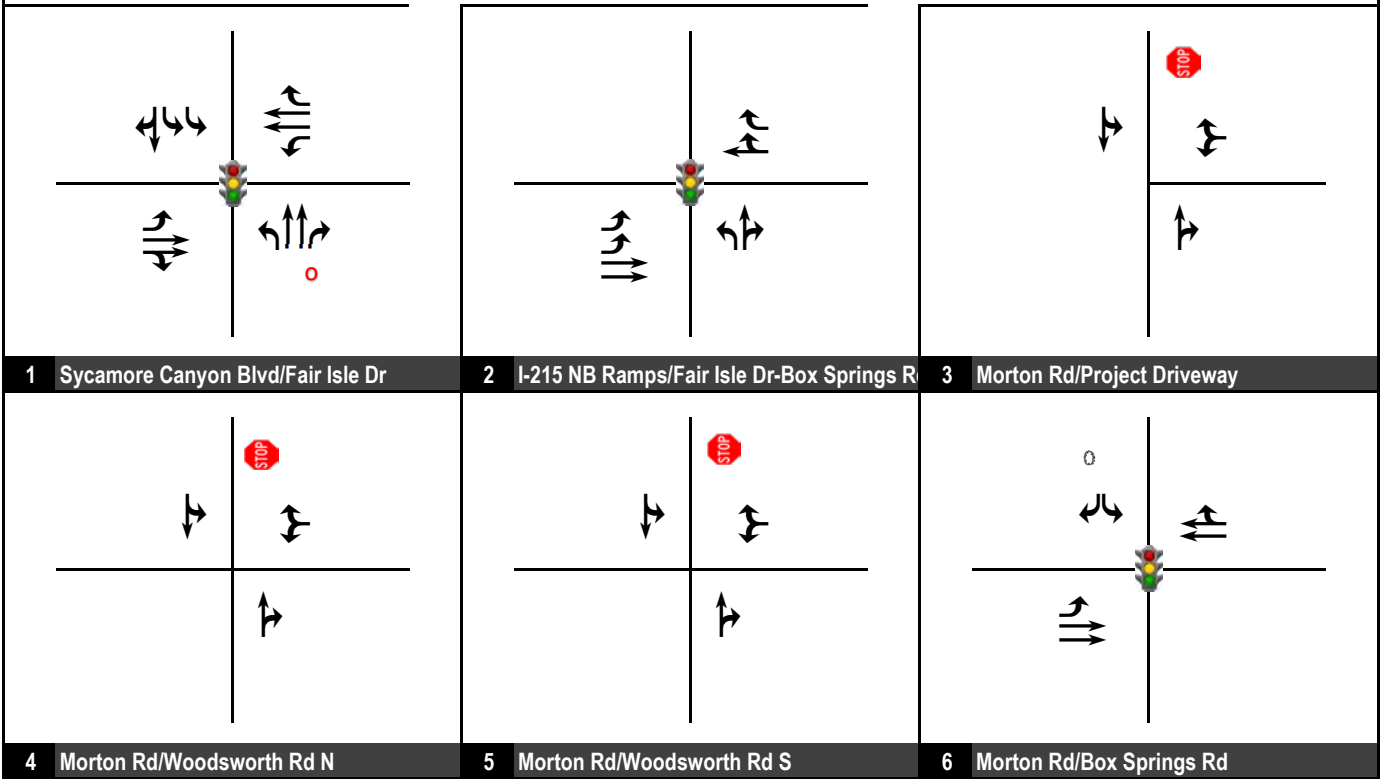 STOP
O
1 Sycamore Canyon Blvd/Fair Isle Dr
2 I-215 NB Ramps/Fair Isle Dr-Box Springs R
3 Morton Rd/Project Driveway
STOP
STOP
O
4 Morton Rd/Woodsworth Rd N
5 Morton Rd/Woodsworth Rd S
6 Morton Rd/Box Springs Rd